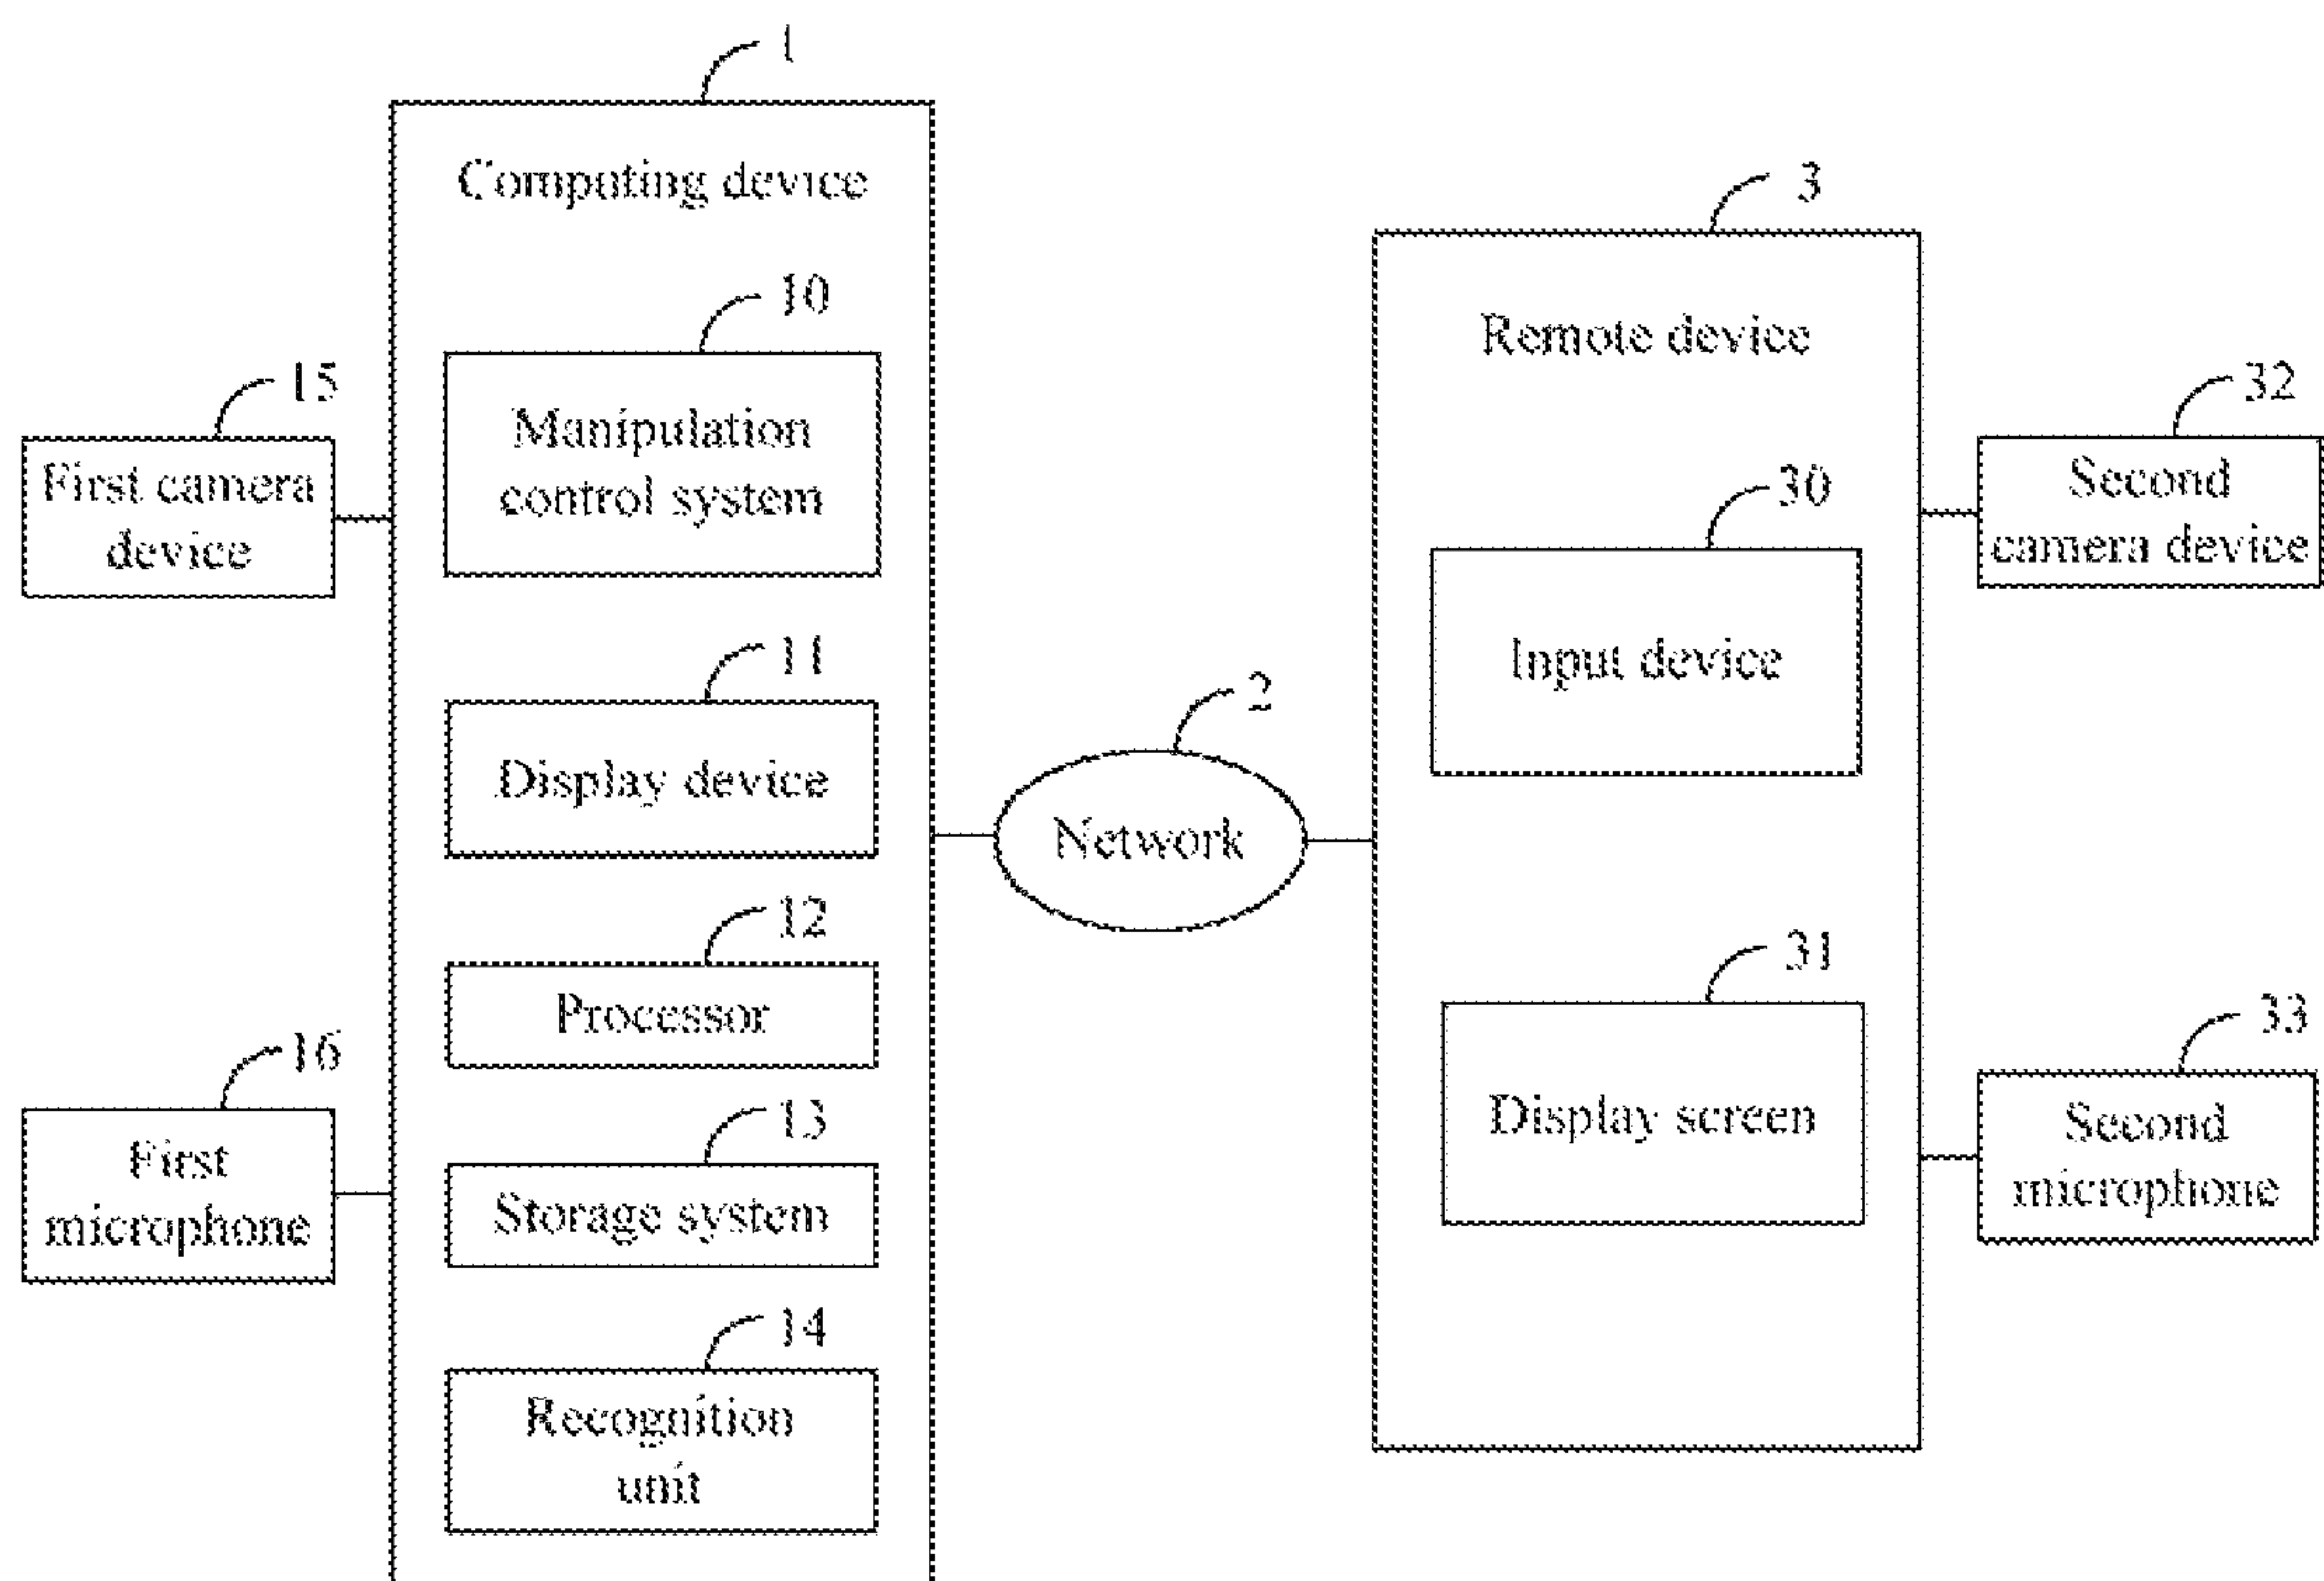 1
Computing device
10
Manipulation
control system
11
Display device
12
Processor
13
Storage system
14
Recognition
unit
15
First camera
device
16
First
microphone
2
Network
3
Remote device
30
Input device
31
Display screen
32
Second
camera device
33
Second
microphone